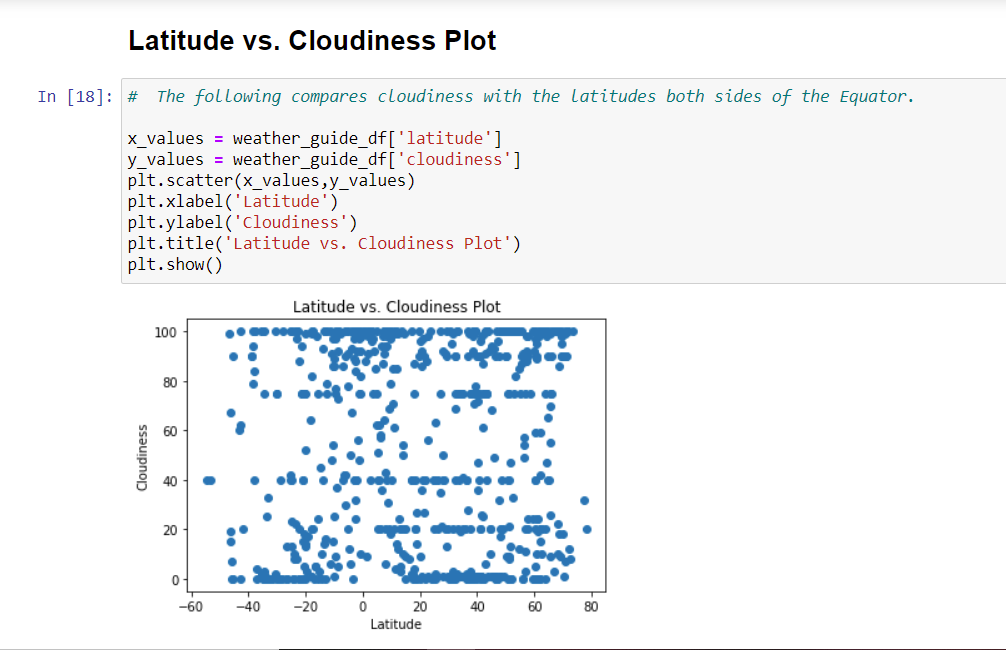 Latitude vs. Cloudiness Plot
In [18]: #  The following compares cloudiness with the latitudes both sides of the Equator.
x_values = weather_guide_df['latitude']
y_values = weather_guide_df['cloudiness']
plt.scatter(x_values,y_values)
plt.xlabel('Latitude')
plt.ylabel('Cloudiness')
plt.title('Latitude vs. Cloudiness Plot')
plt.show()
Latitude vs. Cloudiness Plot
100
80
60
40
20
0
Cloudiness
−60 −40 −20 0 20 40 60 80
Latitude